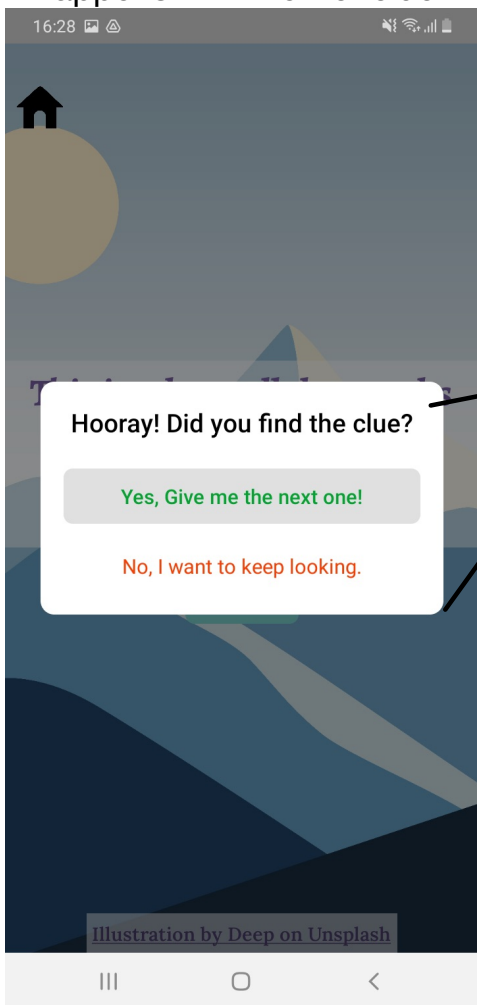 16:28
Hooray! Did you find the clue?
Yes, Give me the next one!
No, I want to keep looking.
Illustration by Deep on Unsplash